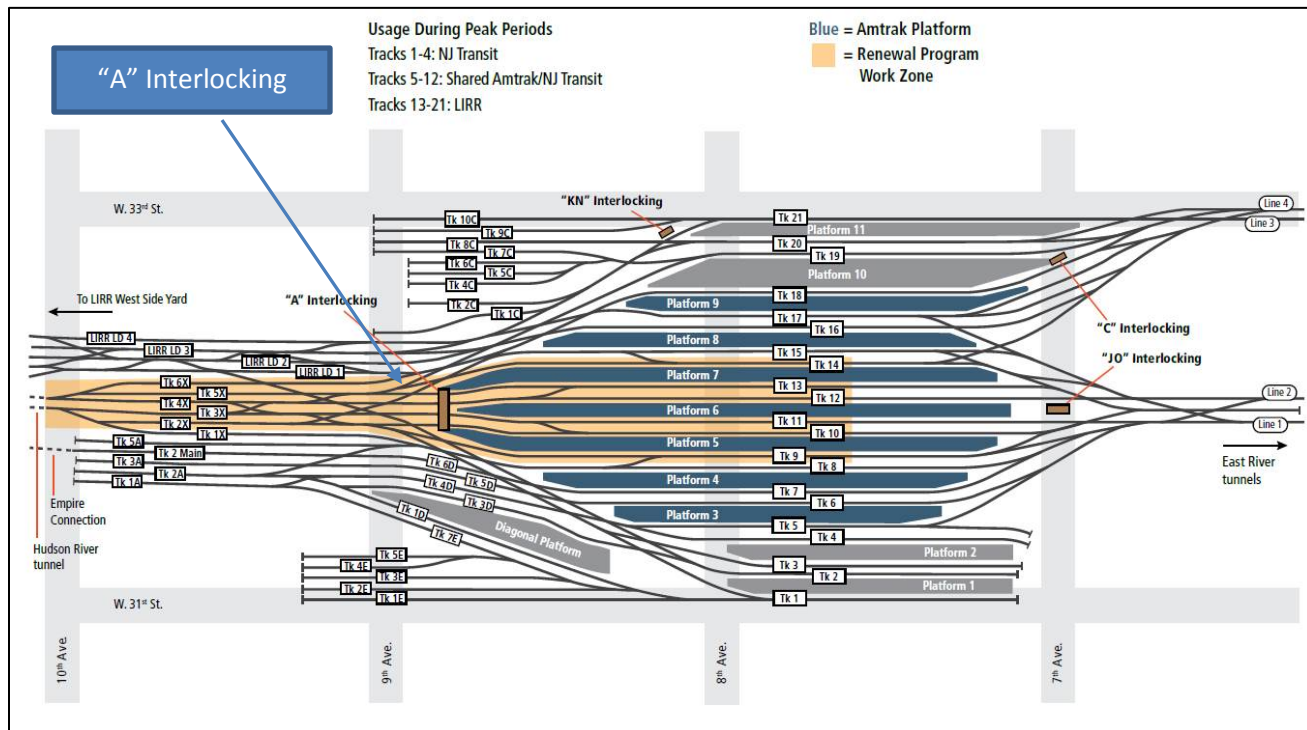 Usage During Peak Periods
Tracks 1-4: NJ Transit
Tracks 5-12: Shared Amtrak/NJ Transit
Tracks 13-21: LIRR
Blue = Amtrak Platform
= Renewal Program
Work Zone
“A” Interlocking
W. 33rd St.
“KN” Interlocking
Line 4
Line 3
Tk 10C
Tk 9C
Tk 8C
Tk 7C
Tk 6C
Tk 5C
Tk 4C
Tk 2C
Tk 1C
Tk 21
Platform 11
Tk 20
Tk 19
Platform 10
Tk 18
Platform 9
Tk 17
Tk 16
Platform 8
Tk 15
Tk 14
Platform 7
Tk 13
Tk 12
Platform 6
Tk 11
Tk 10
Platform 5
Tk 9
Tk 8
Platform 4
Tk 7
Tk 6
Platform 3
Tk 5
Tk 4
Platform 2
Tk 3
Tk 2
Platform 1
Tk 1
To LIRR West Side Yard
“A” Interlocking
LIRR LD 4
LIRR LD 3
LIRR LD 2
LIRR LD 1
Tk 6X
Tk 5X
Tk 4X
Tk 3X
Tk 2X
Tk 1X
Tk 5A
Tk 2 Main
Tk 3A
Tk 2A
Tk 1A
Tk 6D
Tk 5D
Tk 4D
Tk 3D
Tk 1D
Tk 7E
Diagonal Platform
Tk 5E
Tk 4E
Tk 3E
Tk 2E
Tk 1E
“C” Interlocking
“JO” Interlocking
Line 2
Line 1
East River
tunnels
Empire
Connection
Hudson River
tunnel
W. 31st St.
10th Ave.
9th Ave.
8th Ave.
7th Ave.